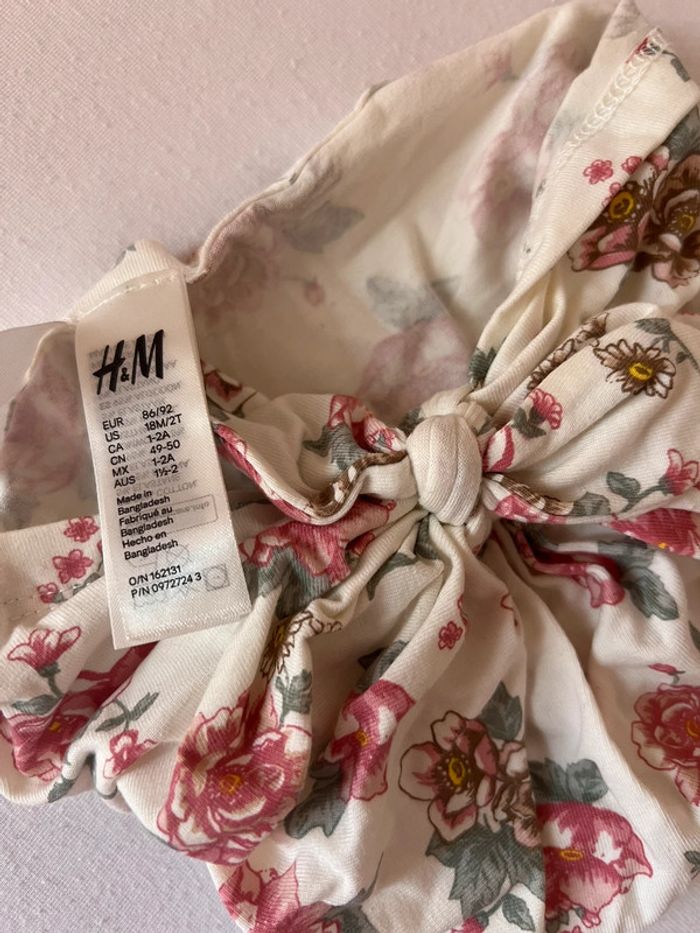 H&M
EUR 86/92
US 18M/2T
CA 1-2A
CN 49-50
MX 1-2A
AUS 1½-2
Made in
Bangladesh
Fabriqué au
Bangladesh
Hecho en
Bangladesh
O/N 162131
P/N 0972724 3